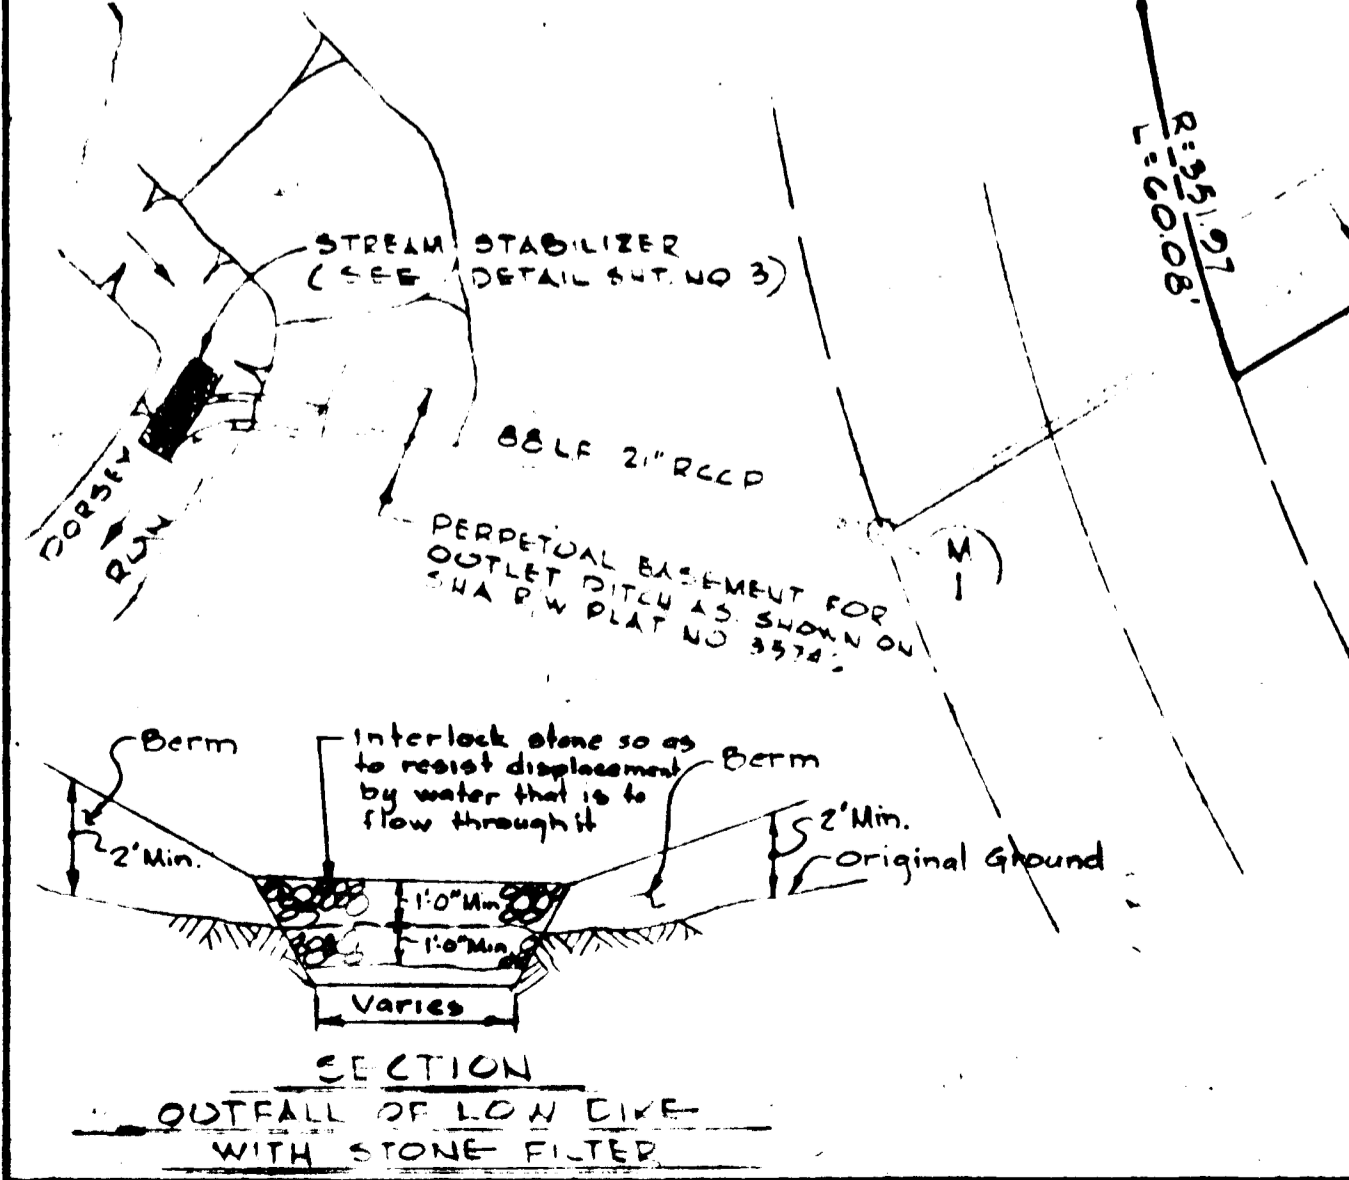 R=351.97
L=60.08'
STREAM STABILIZER
(SEE DETAIL SHT. NO 3)
88 LF 21" RCCP
DORSEY
RUN
PERPETUAL EASEMENT FOR
OUTLET DITCH AS SHOWN ON
SHA R/W PLAT NO
M
1
Berm
Interlock stone so as
to resist displacement
by water that is to
flow through it
Berm
2' Min.
2' Min.
Original Ground
1'-0" Min.
1'-0" Min.
Varies
SECTION
OUTFALL OF LOW DIKE
WITH STONE FILTER